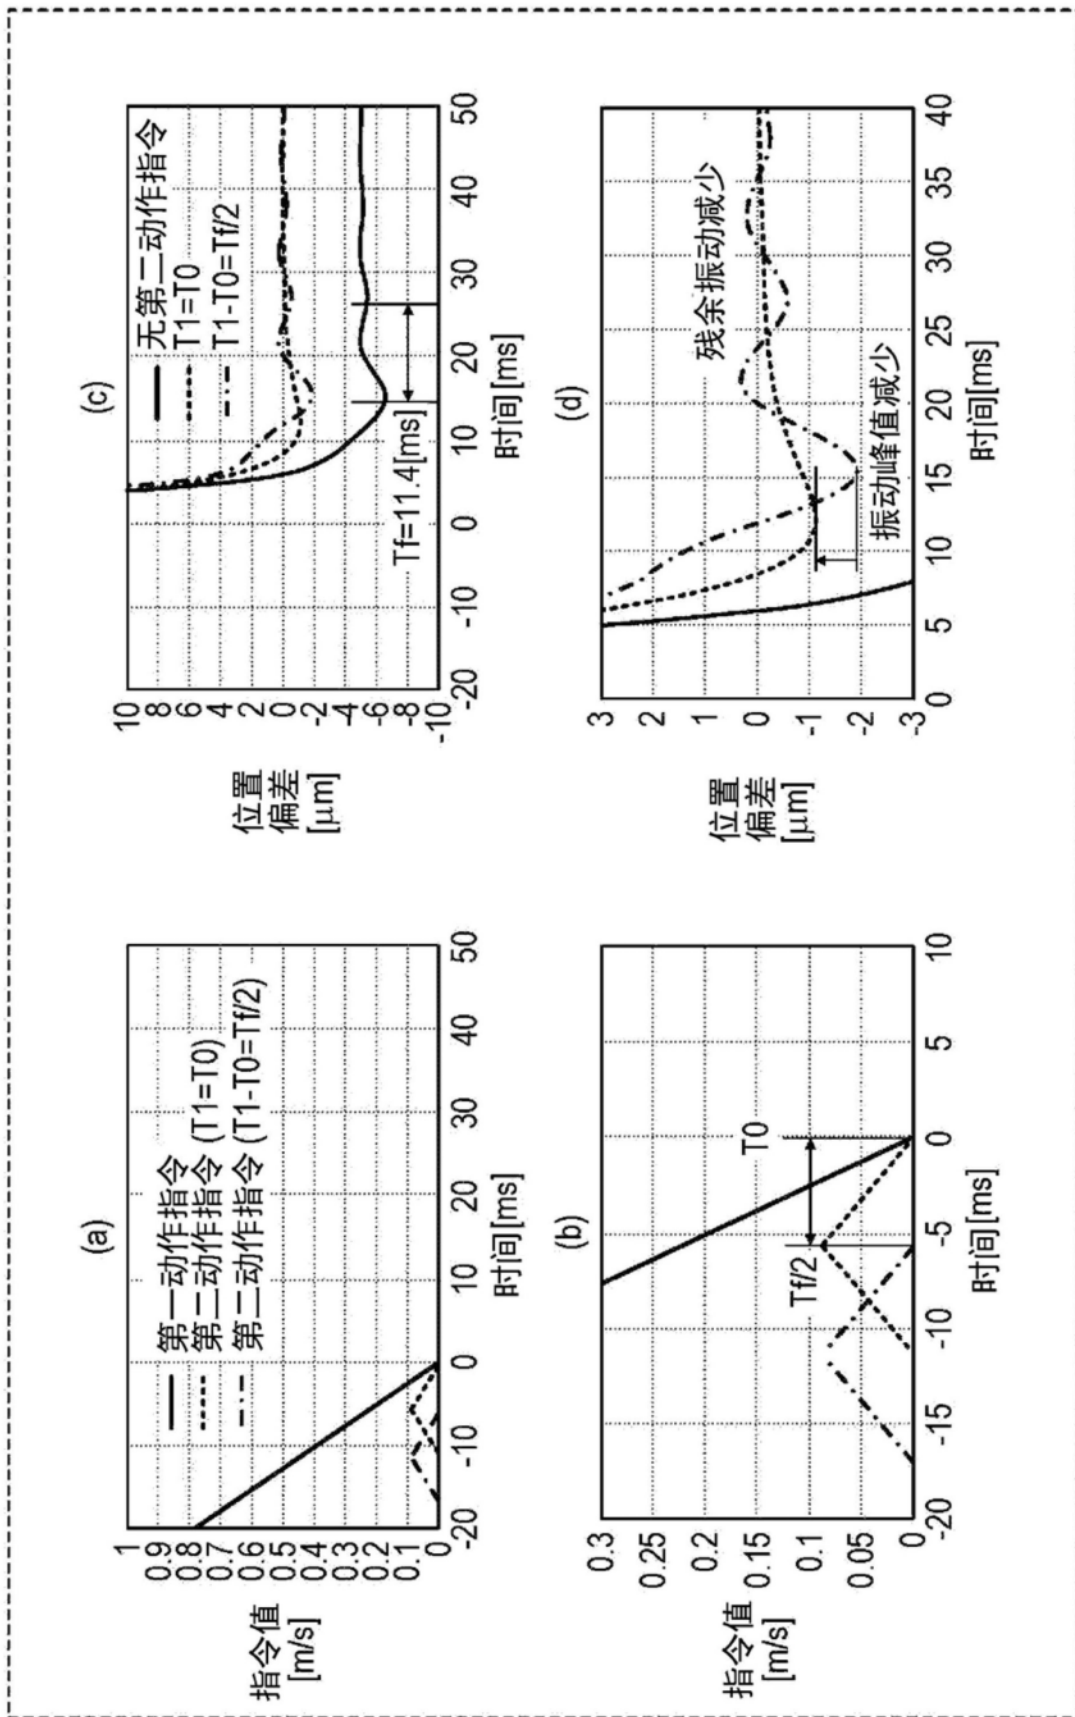 (a)
1
0.9
0.8
0.7
0.6
0.5
0.4
0.3
0.2
0.1
0
指令值
[m/s]
第一动作指令
第二动作指令 (T1=T0)
第二动作指令 (T1-T0=Tf/2)
-20
-10
0
10
20
30
40
50
时间[ms]
(c)
10
8
6
4
2
0
-2
-4
-6
-8
-10
位置
偏差
[μm]
无第二动作指令
T1=T0
T1-T0=Tf/2
Tf=11.4[ms]
-20
-10
0
10
20
30
40
50
时间[ms]
(b)
0.3
0.25
0.2
0.15
0.1
0.05
0
指令值
[m/s]
T0
Tf/2
-20
-15
-10
-5
0
5
10
时间[ms]
(d)
3
2
1
0
-1
-2
-3
位置
偏差
[μm]
残余振动减少
振动峰值减少
0
5
10
15
20
25
30
35
40
时间[ms]